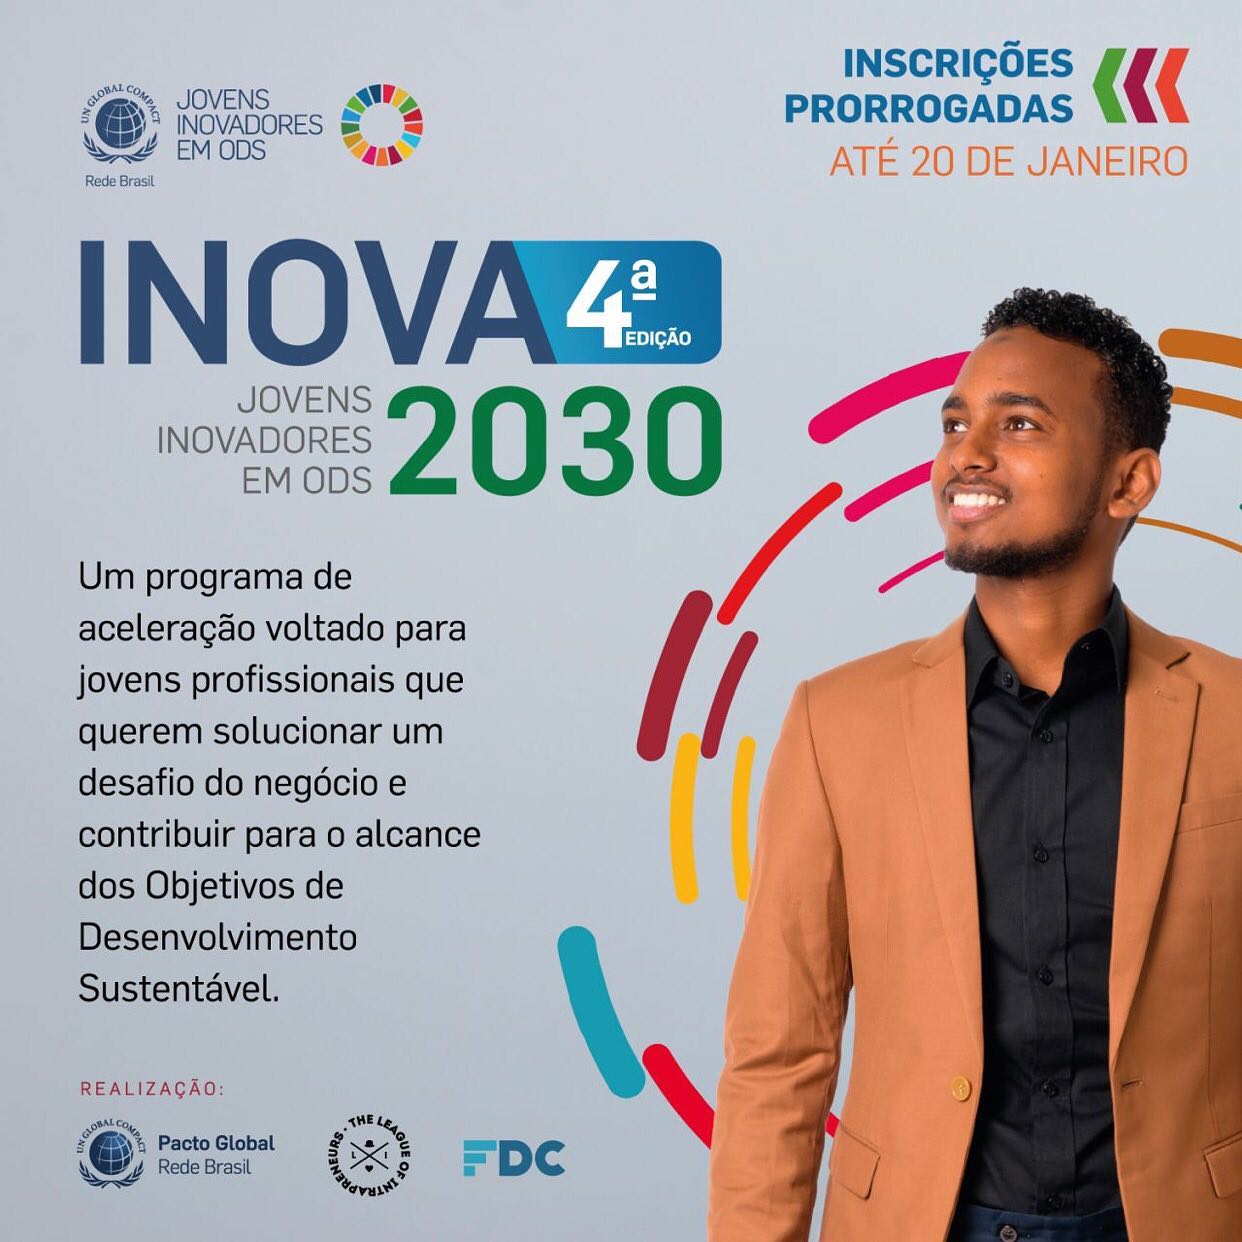 UN GLOBAL COMPACT
Rede Brasil
JOVENS
INOVADORES
EM ODS
INSCRIÇÕES
PRORROGADAS
ATÉ 20 DE JANEIRO
INOVA
4ª
EDIÇÃO
JOVENS
INOVADORES
EM ODS
2030
Um programa de
aceleração voltado para
jovens profissionais que
querem solucionar um
desafio do negócio e
contribuir para o alcance
dos Objetivos de
Desenvolvimento
Sustentável.
REALIZAÇÃO:
UN GLOBAL COMPACT
Pacto Global
Rede Brasil
THE LEAGUE OF INTRAPRENEURS
L I
FDC